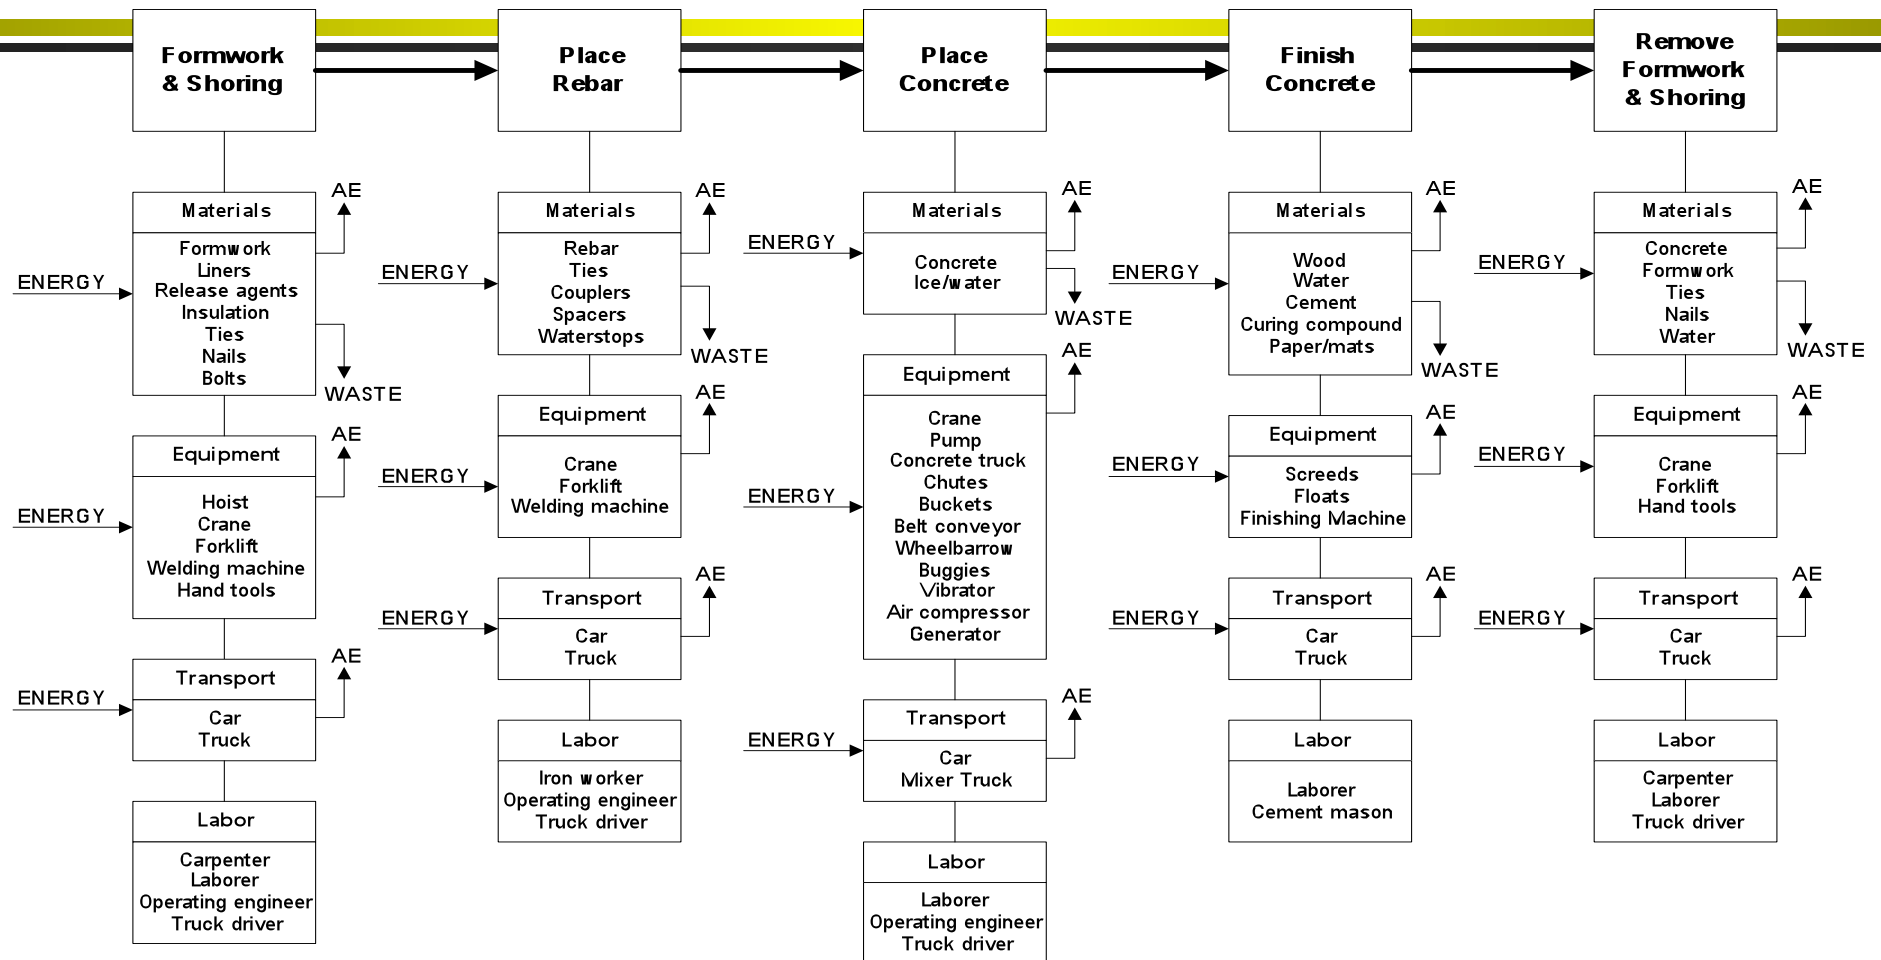 Formwork
& Shoring
Place
Rebar
Place
Concrete
Finish
Concrete
Remove
Formwork
& Shoring
AE
Materials
Formwork
Liners
Release agents
Insulation
Ties
Nails
Bolts
ENERGY
WASTE
AE
Equipment
Hoist
Crane
Forklift
Welding machine
Hand tools
ENERGY
AE
Transport
Car
Truck
ENERGY
Labor
Carpenter
Laborer
Operating engineer
Truck driver
AE
Materials
Rebar
Ties
Couplers
Spacers
Waterstops
ENERGY
WASTE
AE
Equipment
Crane
Forklift
Welding machine
ENERGY
AE
Transport
Car
Truck
ENERGY
Labor
Iron worker
Operating engineer
Truck driver
AE
Materials
ENERGY
Concrete
Ice/water
WASTE
AE
Equipment
Crane
Pump
Concrete truck
Chutes
Buckets
Belt conveyor
Wheelbarrow
Buggies
Vibrator
Air compressor
Generator
ENERGY
AE
Transport
Car
Mixer Truck
ENERGY
Labor
Laborer
Operating engineer
Truck driver
AE
Materials
Wood
Water
Cement
Curing compound
Paper/mats
ENERGY
WASTE
AE
Equipment
Screeds
Floats
Finishing Machine
ENERGY
AE
Transport
Car
Truck
ENERGY
Labor
Laborer
Cement mason
AE
Materials
Concrete
Formwork
Ties
Nails
Water
ENERGY
WASTE
AE
Equipment
Crane
Forklift
Hand tools
ENERGY
AE
Transport
Car
Truck
ENERGY
Labor
Carpenter
Laborer
Truck driver